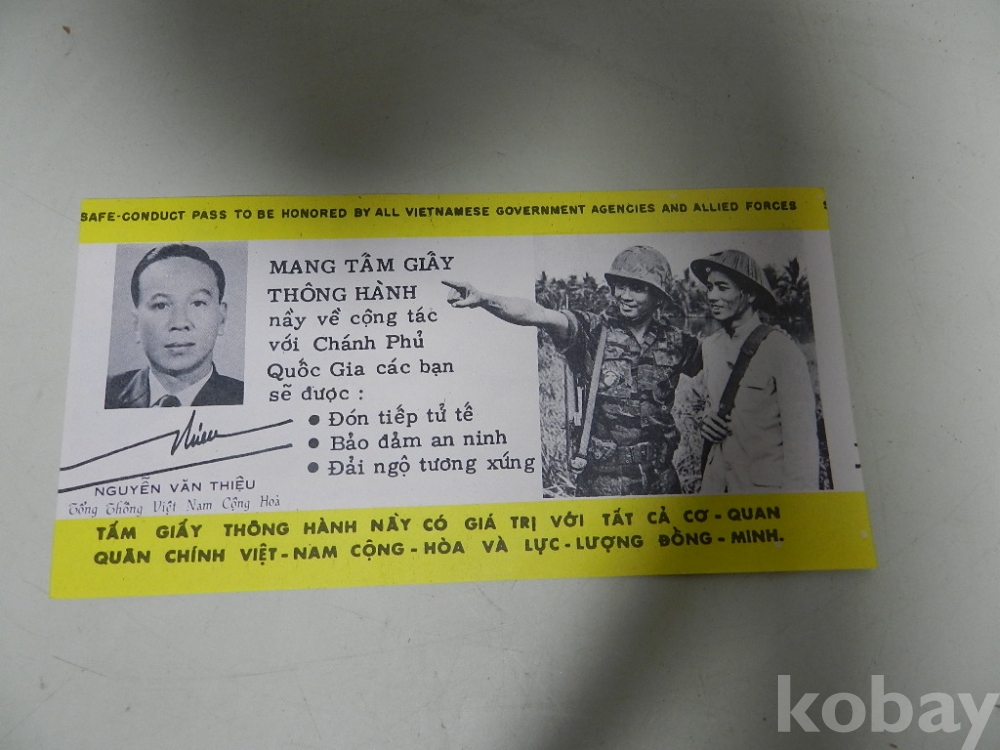 SAFE-CONDUCT PASS TO BE HONORED BY ALL VIETNAMESE GOVERNMENT AGENCIES AND ALLIED FORCES
MANG TẤM GIẤY
THÔNG HÀNH
nầy về cộng tác
với Chánh Phủ
Quốc Gia các bạn
sẽ được :
● Đón tiếp tử tế
● Bảo đảm an ninh
● Đải ngộ tương xứng
Thieu
NGUYỄN VĂN THIỆU
Tổng Thống Việt Nam Cộng Hoà
TẤM GIẤY THÔNG HÀNH NẦY CÓ GIÁ TRỊ VỚI TẤT CẢ CƠ-QUAN
QUÂN CHÍNH VIỆT-NAM CỘNG-HÒA VÀ LỰC-LƯỢNG ĐỒNG-MINH.
kobay